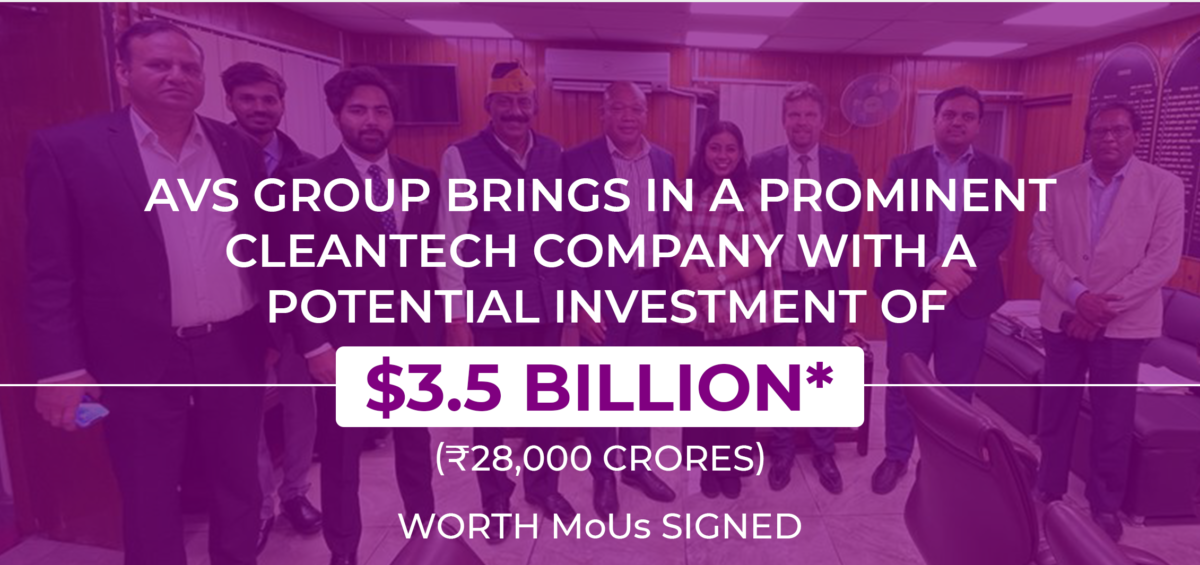 AVS GROUP BRINGS IN A PROMINENT
CLEANTECH COMPANY WITH A
POTENTIAL INVESTMENT OF
$3.5 BILLION*
(₹28,000 CRORES)
WORTH MoUs SIGNED